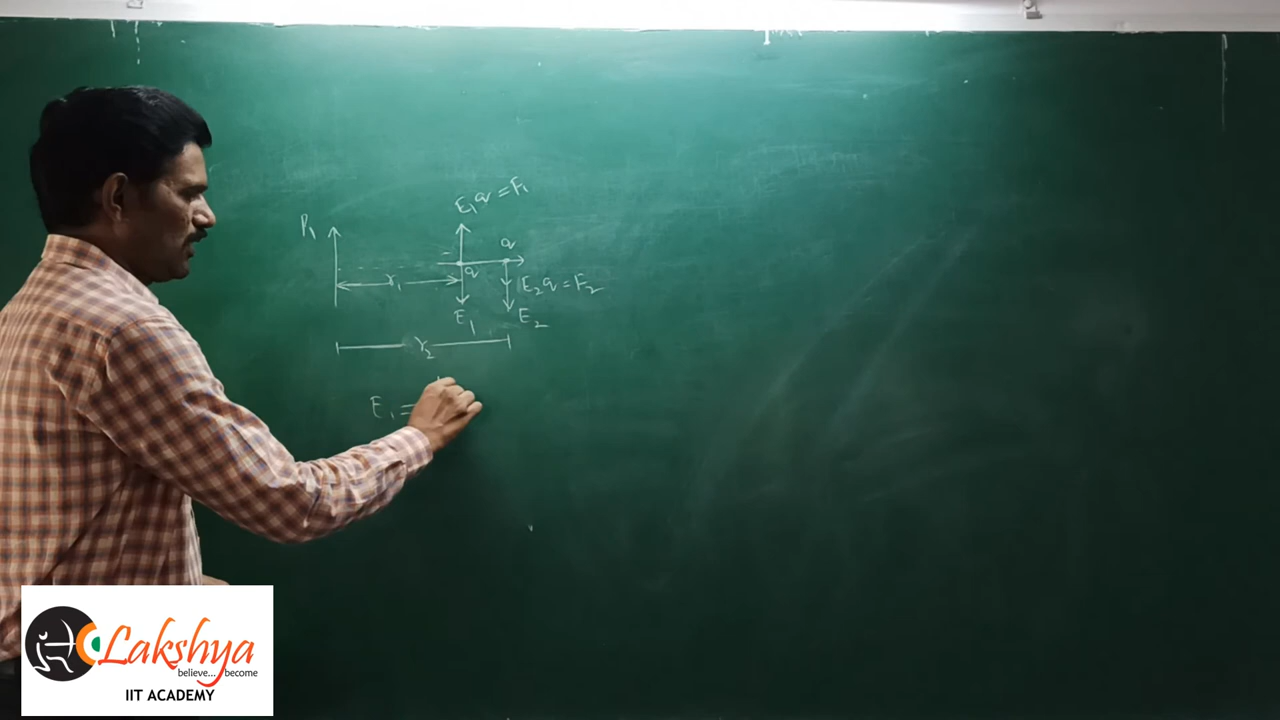 E₁q = F₁
P₁
q
r₁
q
E₂q = F₂
E₁
E₂
r₂
E₁ =
Lakshya
believe... become
IIT ACADEMY